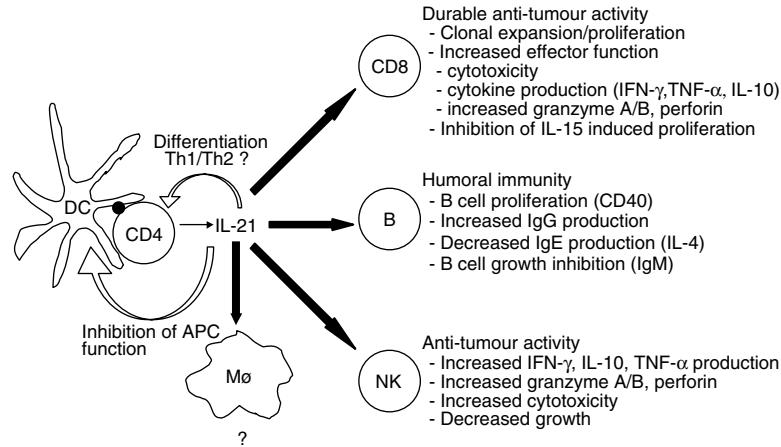 Durable anti-tumour activity
- Clonal expansion/proliferation
- Increased effector function
- cytotoxicity
- cytokine production (IFN-γ,TNF-α, IL-10)
- increased granzyme A/B, perforin
- Inhibition of IL-15 induced proliferation
CD8
Differentiation
Th1/Th2 ?
DC
CD4
IL-21
Humoral immunity
- B cell proliferation (CD40)
- Increased IgG production
- Decreased IgE production (IL-4)
- B cell growth inhibition (IgM)
B
Inhibition of APC
function
Mø
?
Anti-tumour activity
- Increased IFN-γ, IL-10, TNF-α production
- Increased granzyme A/B, perforin
- Increased cytotoxicity
- Decreased growth
NK